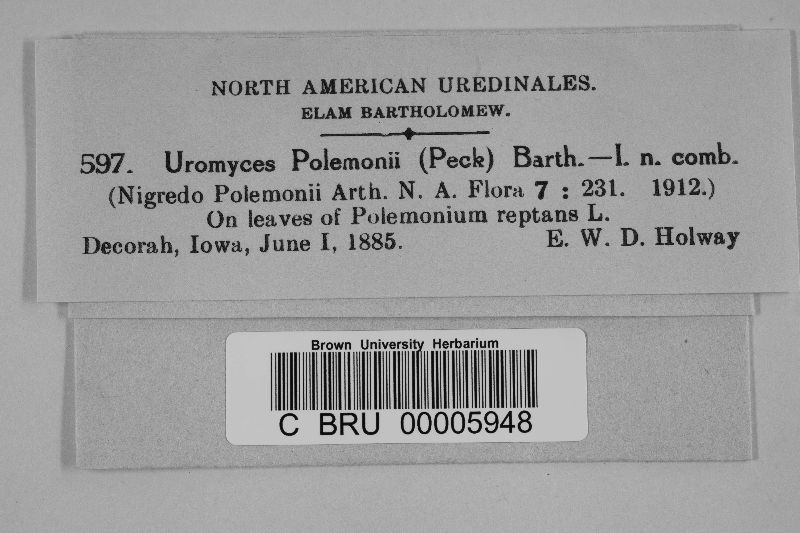 NORTH AMERICAN UREDINALES.
ELAM BARTHOLOMEW.
597. Uromyces Polemonii (Peck) Barth.—I. n. comb.
(Nigredo Polemonii Arth. N. A. Flora 7 : 231. 1912.)
On leaves of Polemonium reptans L.
Decorah, Iowa, June 1, 1885. E. W. D. Holway
Brown University Herbarium
C BRU 00005948